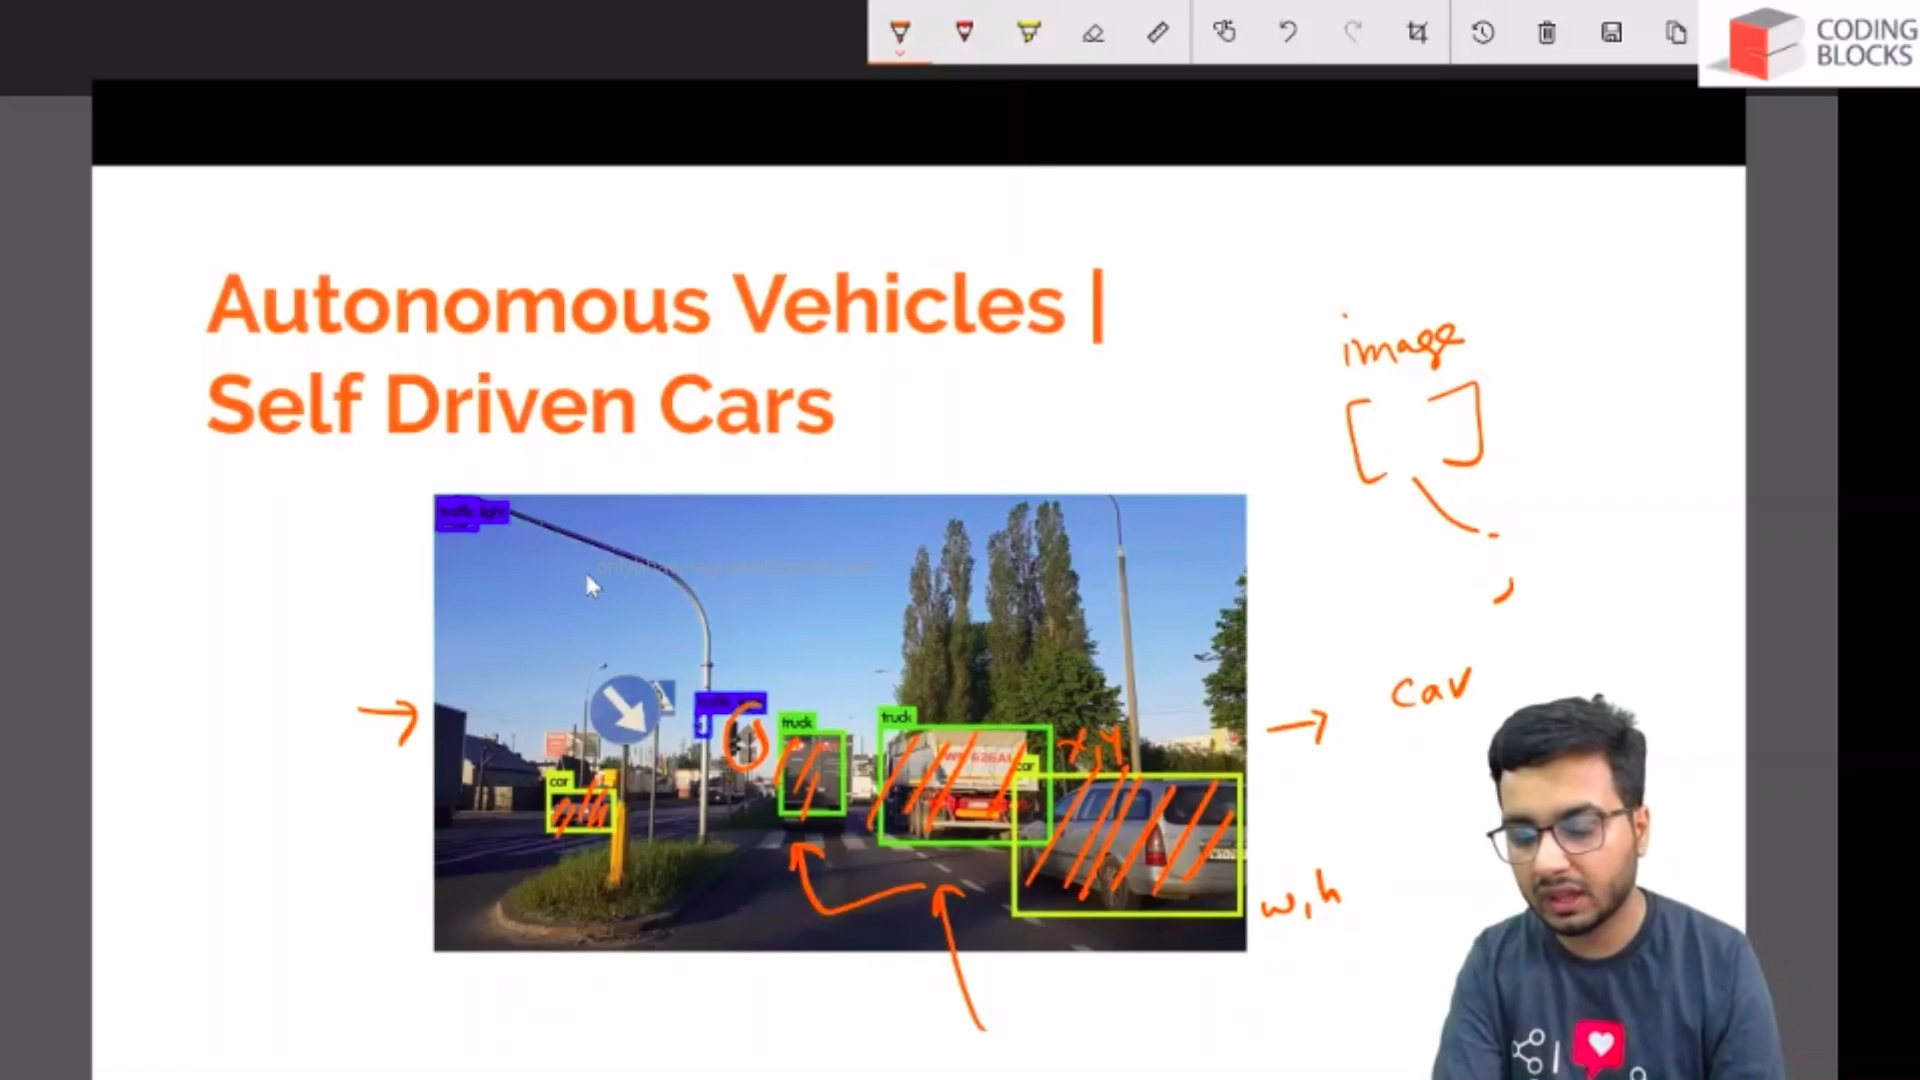 CODING
BLOCKS
Autonomous Vehicles |
Self Driven Cars
image
traffic light
truck
truck
x,y
car
car
car
w,h